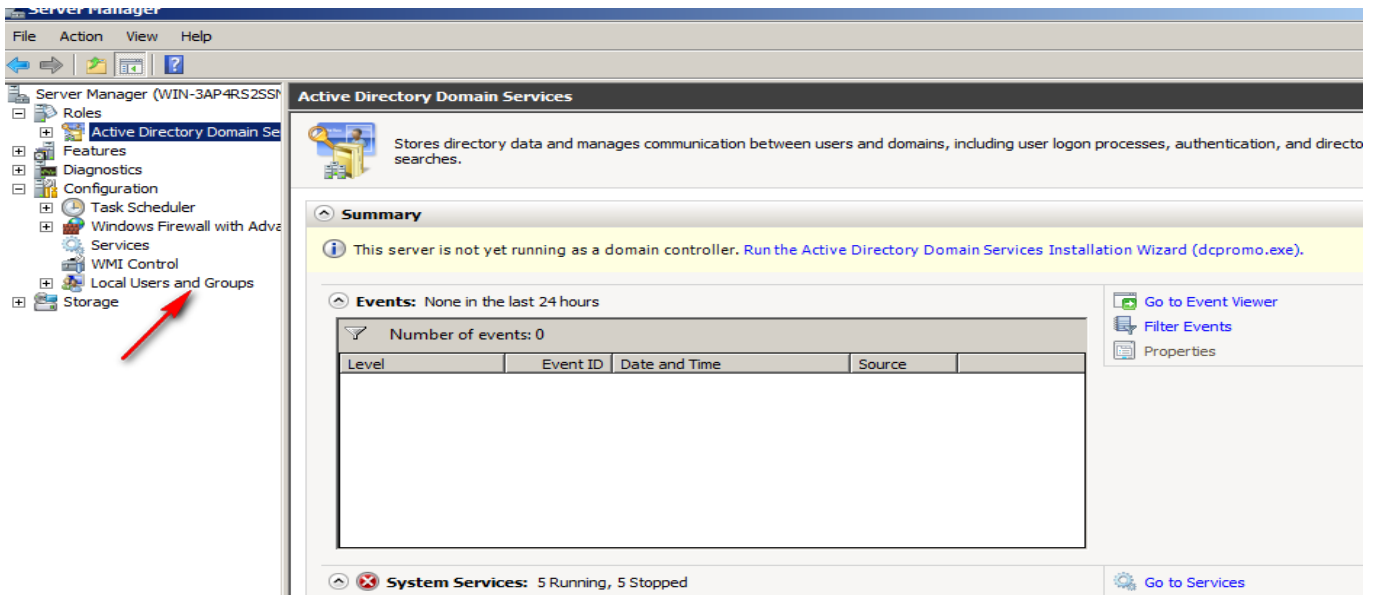 Server Manager
File Action View Help
Server Manager (WIN-3AP4RS2SSN
Roles
Active Directory Domain Se
Features
Diagnostics
Configuration
Task Scheduler
Windows Firewall with Adva
Services
WMI Control
Local Users and Groups
Storage
Active Directory Domain Services
Stores directory data and manages communication between users and domains, including user logon processes, authentication, and directo
searches.
Summary
This server is not yet running as a domain controller. Run the Active Directory Domain Services Installation Wizard (dcpromo.exe).
Events: None in the last 24 hours
Number of events: 0
Level Event ID Date and Time Source
Go to Event Viewer
Filter Events
Properties
System Services: 5 Running, 5 Stopped
Go to Services